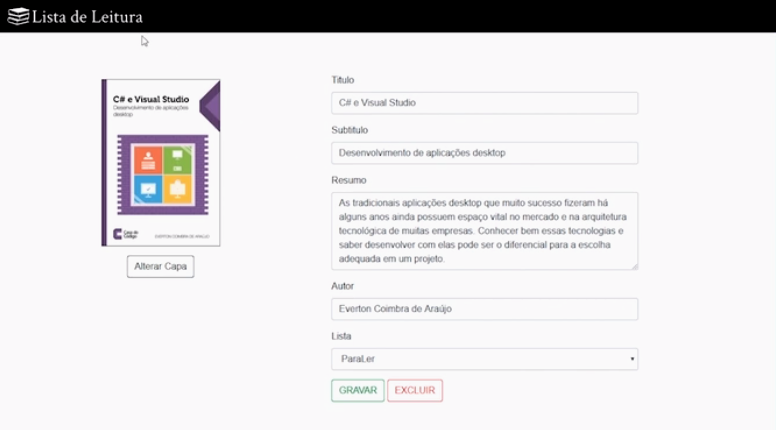 Lista de Leitura
C# e Visual Studio
Desenvolvimento de aplicações
desktop
Casa do
Código
EVERTON COIMBRA DE ARAÚJO
Alterar Capa
Título
C# e Visual Studio
Subtítulo
Desenvolvimento de aplicações desktop
Resumo
As tradicionais aplicações desktop que muito sucesso fizeram há
alguns anos ainda possuem espaço vital no mercado e na arquitetura
tecnológica de muitas empresas. Conhecer bem essas tecnologias e
saber desenvolver com elas pode ser o diferencial para a escolha
adequada em um projeto.
Autor
Everton Coimbra de Araújo
Lista
ParaLer
GRAVAR EXCLUIR